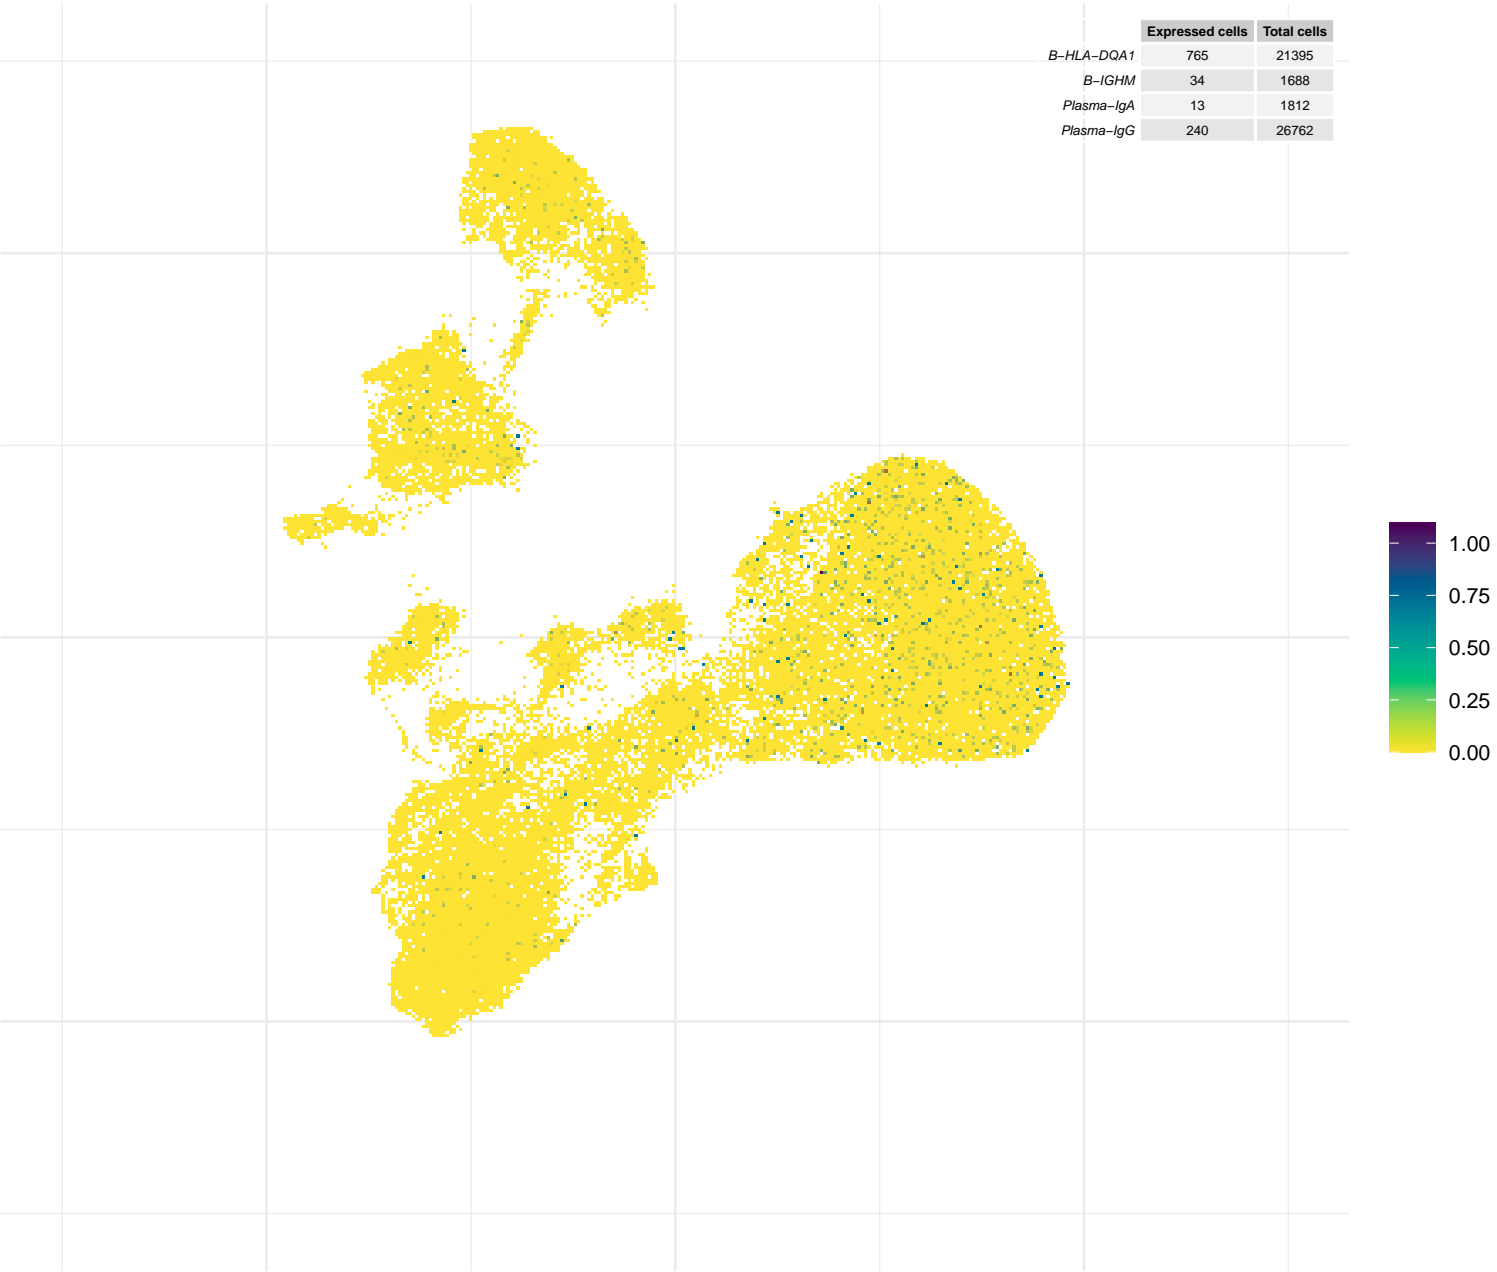 Expressed cells Total cells
B−HLA−DQA1 765 21395
B−IGHM 34 1688
Plasma−IgA 13 1812
Plasma−IgG 240 26762
1.00
0.75
0.50
0.25
0.00